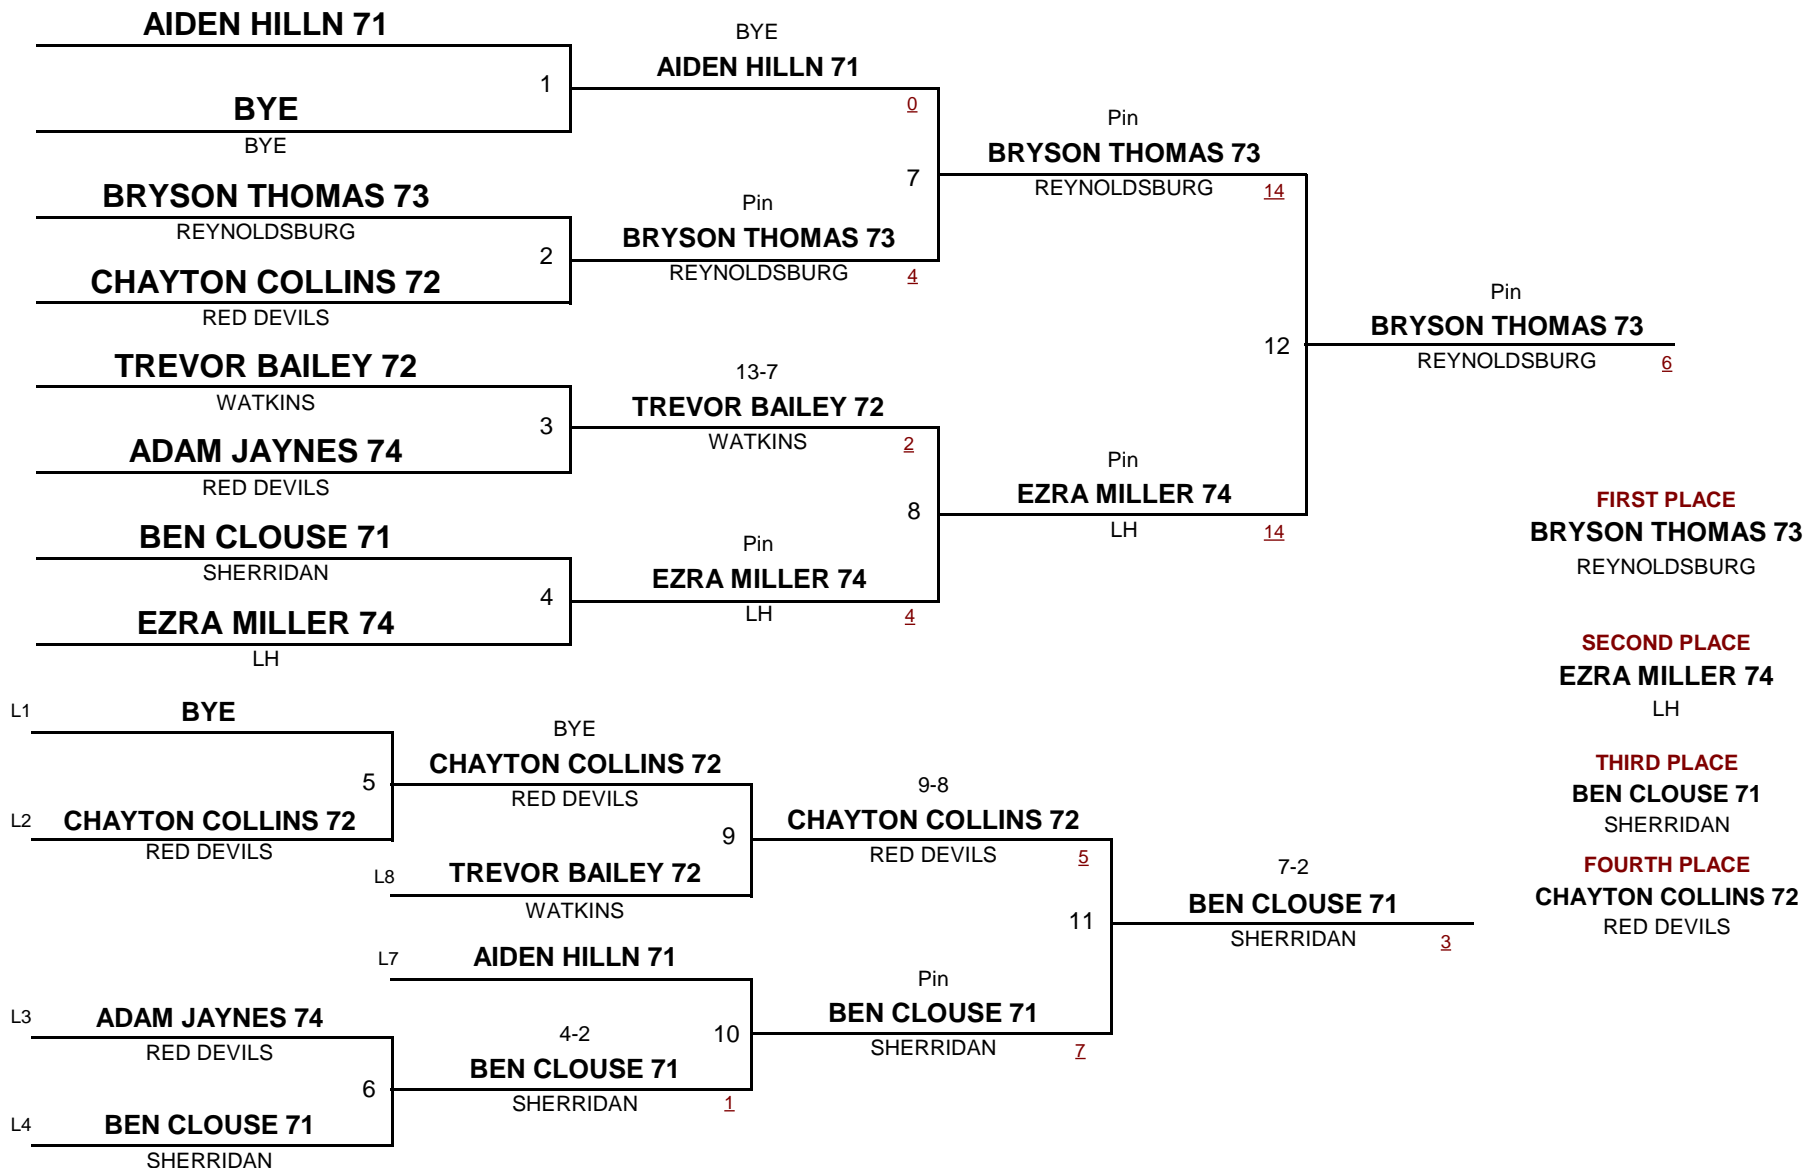 AIDEN HILLN 71
1
BYE
BYE
BRYSON THOMAS 73
REYNOLDSBURG
2
CHAYTON COLLINS 72
RED DEVILS
TREVOR BAILEY 72
WATKINS
3
ADAM JAYNES 74
RED DEVILS
BEN CLOUSE 71
SHERRIDAN
4
EZRA MILLER 74
LH
BYE
AIDEN HILLN 71
0
7
Pin
BRYSON THOMAS 73
REYNOLDSBURG 4
13-7
TREVOR BAILEY 72
WATKINS 2
8
Pin
EZRA MILLER 74
LH 4
Pin
BRYSON THOMAS 73
REYNOLDSBURG 14
12
Pin
EZRA MILLER 74
LH 14
Pin
BRYSON THOMAS 73
REYNOLDSBURG 6
FIRST PLACE
BRYSON THOMAS 73
REYNOLDSBURG
SECOND PLACE
EZRA MILLER 74
LH
THIRD PLACE
BEN CLOUSE 71
SHERRIDAN
FOURTH PLACE
CHAYTON COLLINS 72
RED DEVILS
L1 BYE
5
L2 CHAYTON COLLINS 72
RED DEVILS
BYE
CHAYTON COLLINS 72
RED DEVILS
9
L8 TREVOR BAILEY 72
WATKINS
L7 AIDEN HILLN 71
10
L3 ADAM JAYNES 74
RED DEVILS
6
L4 BEN CLOUSE 71
SHERRIDAN
4-2
BEN CLOUSE 71
SHERRIDAN 1
9-8
CHAYTON COLLINS 72
RED DEVILS 5
11
Pin
BEN CLOUSE 71
SHERRIDAN 7
7-2
BEN CLOUSE 71
SHERRIDAN 3